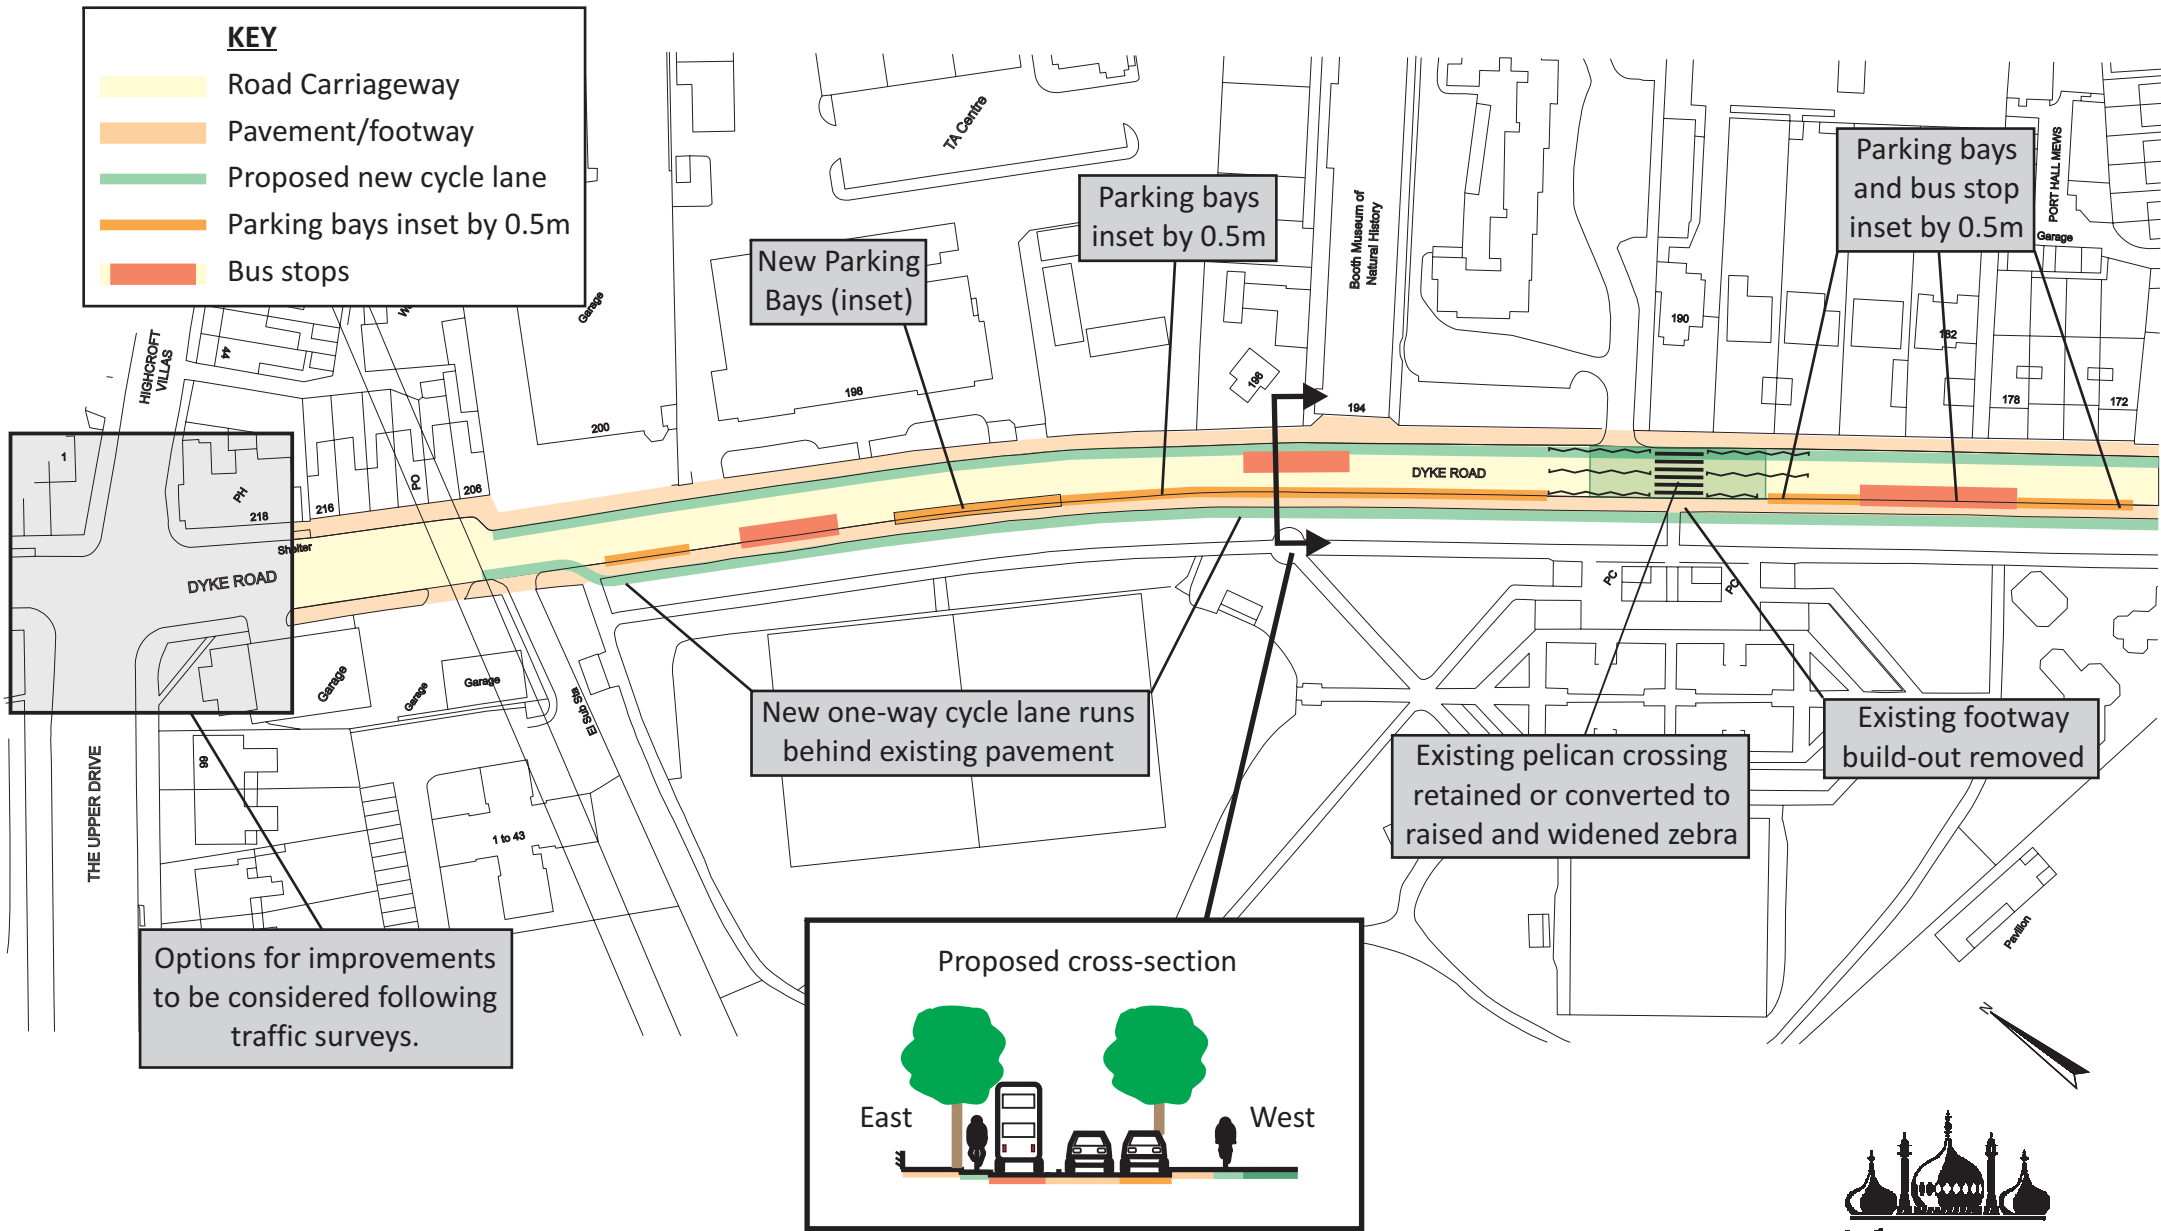 KEY
Road Carriageway
Pavement/footway
Proposed new cycle lane
Parking bays inset by 0.5m
Bus stops
TA Centre
Parking bays
inset by 0.5m
Booth Museum of
Natural History
Parking bays
and bus stop
inset by 0.5m
PORT HALL MEWS
Garage
New Parking
Bays (inset)
Garage
HIGHCROFT
VILLAS
44
190
182
178
172
198
196
194
200
1
PH
218
216
PO
206
Shelter
DYKE ROAD
DYKE ROAD
PC
PC
Garage
Garage
Garage
El Sub Sta
New one-way cycle lane runs
behind existing pavement
Existing footway
build-out removed
Existing pelican crossing
retained or converted to
raised and widened zebra
THE UPPER DRIVE
99
1 to 43
Pavilion
Options for improvements
to be considered following
traffic surveys.
Proposed cross-section
East
West
N